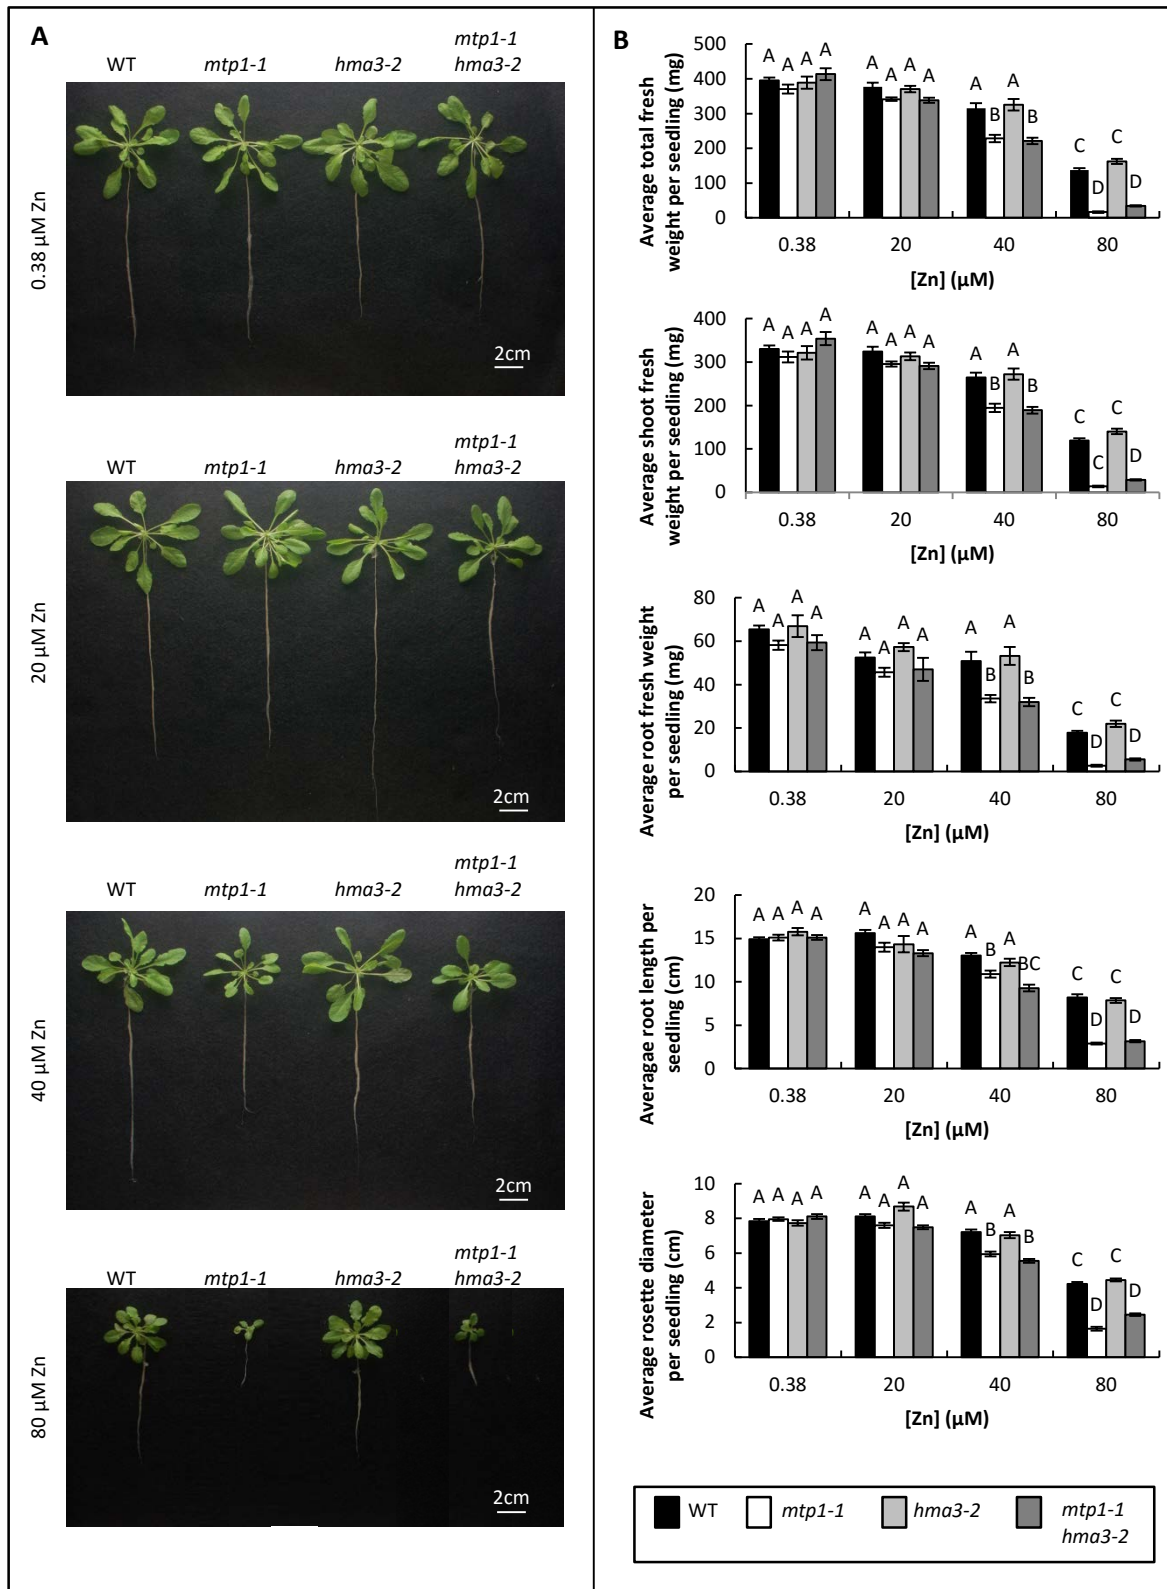 A
WT
mtp1-1
hma3-2
mtp1-1
hma3-2
0.38 µM Zn
2cm
WT
mtp1-1
hma3-2
mtp1-1
hma3-2
20 µM Zn
2cm
WT
mtp1-1
hma3-2
mtp1-1
hma3-2
40 µM Zn
2cm
WT
mtp1-1
hma3-2
mtp1-1
hma3-2
80 µM Zn
2cm
B
Average total fresh
weight per seedling (mg)
500
400
300
200
100
0
A A A A
A A A A
A B A B
C D C D
0.38 20 40 80
[Zn] (µM)
Average shoot fresh
weight per seedling (mg)
400
300
200
100
0
A A A A
A A A A
A B A B
C C C D
0.38 20 40 80
[Zn] (µM)
Average root fresh weight
per seedling (mg)
80
60
40
20
0
A A A A
A A A A
A B A B
C D C D
0.38 20 40 80
[Zn] (µM)
Averagae root length per
seedling (cm)
20
15
10
5
0
A A A A
A A A A
A B A BC
C D C D
0.38 20 40 80
[Zn] (µM)
Average rosette diameter
per seedling (cm)
10
8
6
4
2
0
A A A A
A A A A
A B A B
C D C D
0.38 20 40 80
[Zn] (µM)
WT
mtp1-1
hma3-2
mtp1-1
hma3-2